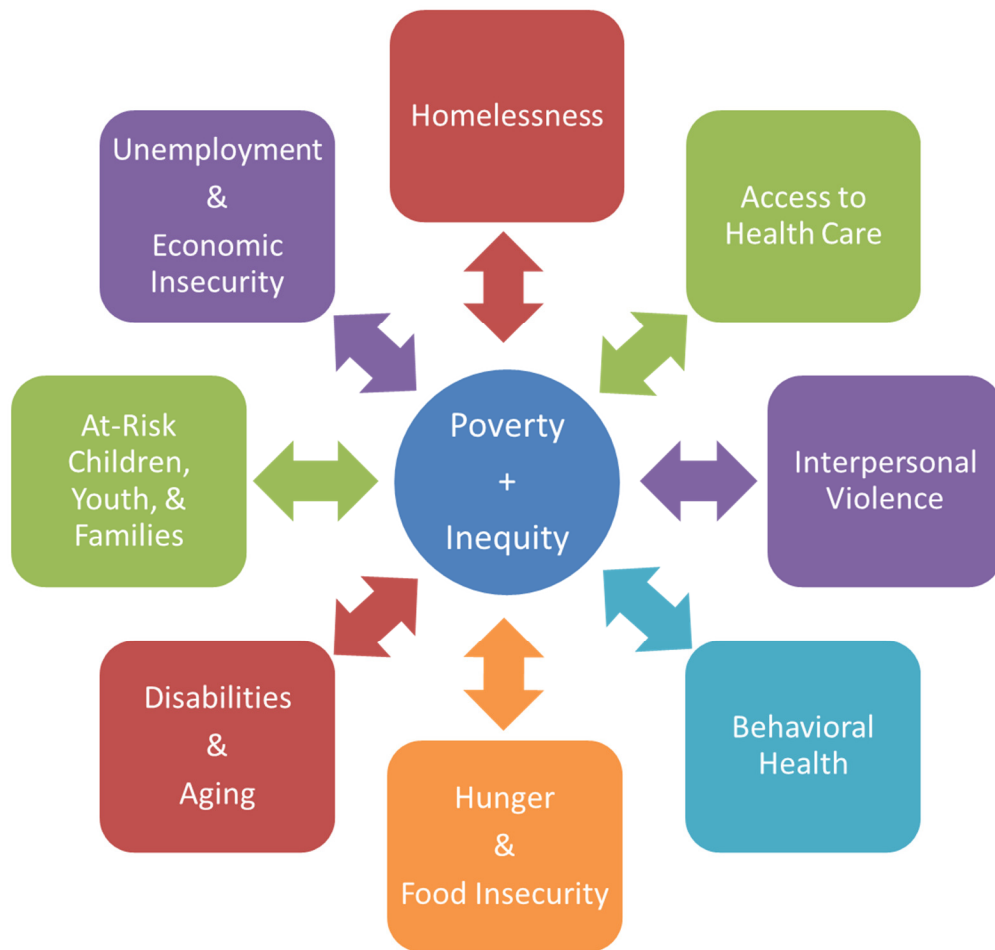 Homelessness
Unemployment
&
Economic
Insecurity
Access to
Health Care
Poverty
+
Inequity
At-Risk
Children,
Youth, &
Families
Interpersonal
Violence
Disabilities
&
Aging
Behavioral
Health
Hunger
&
Food Insecurity